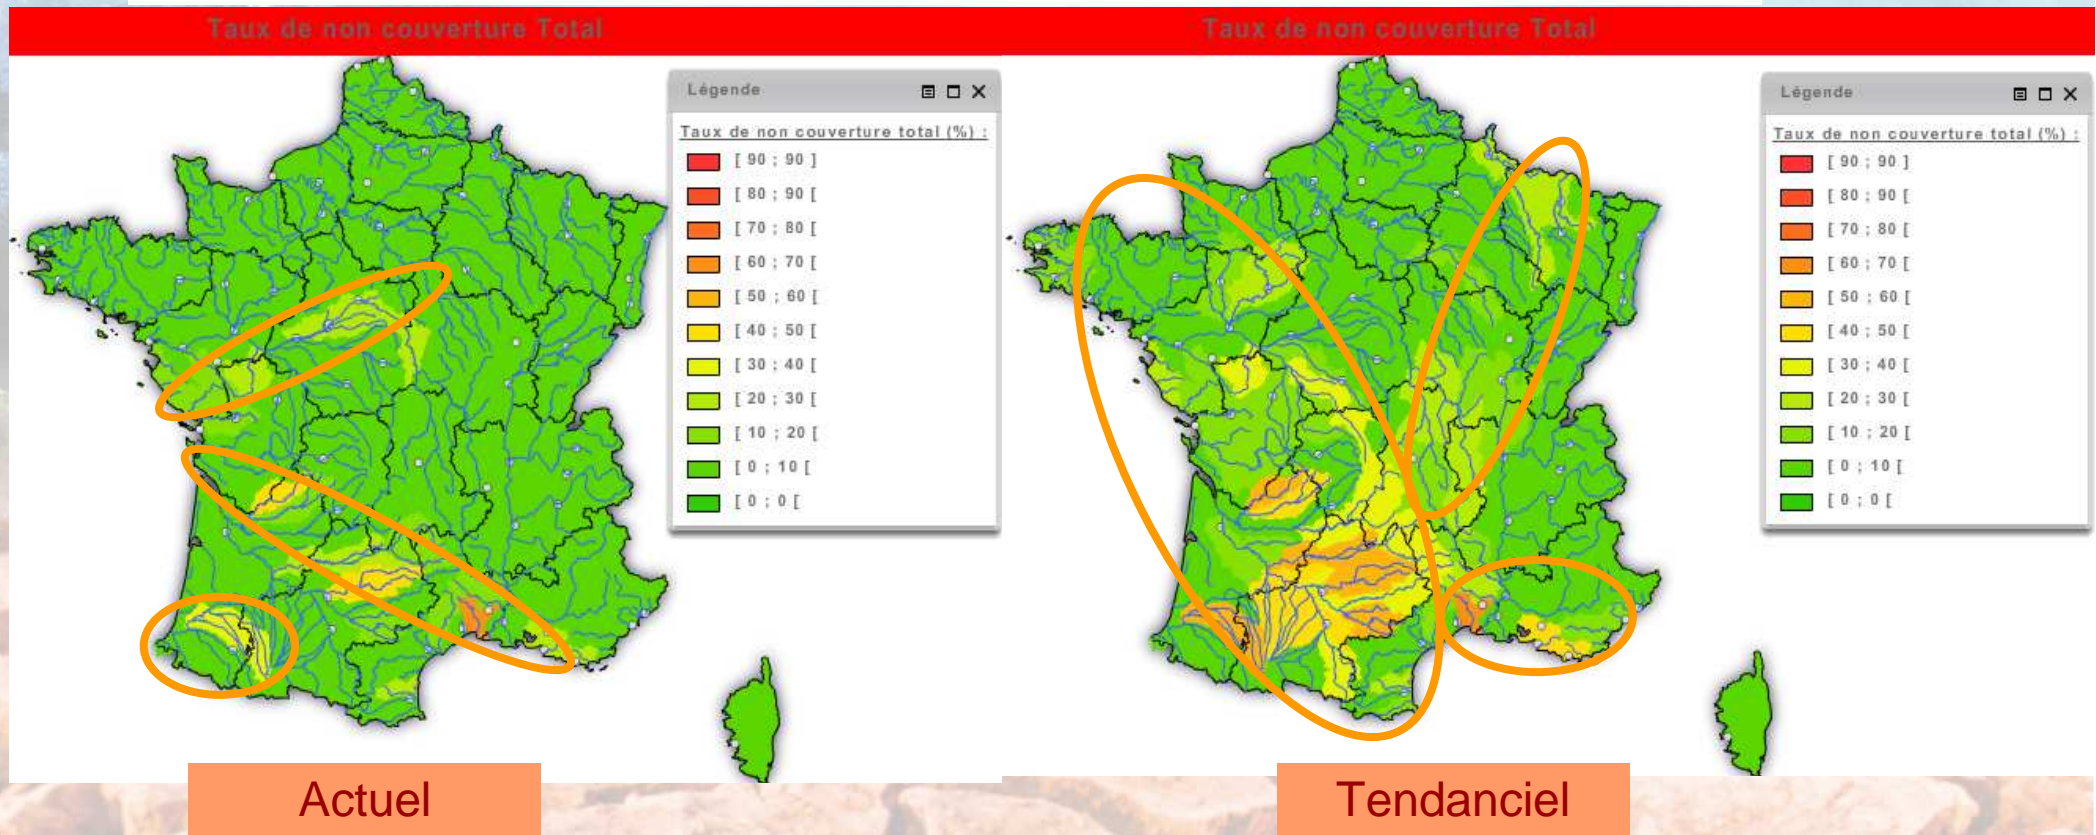 Taux de non couverture Total
Légende
Taux de non couverture total (%) :
[ 90 ; 90 ]
[ 80 ; 90 [
[ 70 ; 80 [
[ 60 ; 70 [
[ 50 ; 60 [
[ 40 ; 50 [
[ 30 ; 40 [
[ 20 ; 30 [
[ 10 ; 20 [
[ 0 ; 10 [
[ 0 ; 0 [
Actuel
Taux de non couverture Total
Légende
Taux de non couverture total (%) :
[ 90 ; 90 ]
[ 80 ; 90 [
[ 70 ; 80 [
[ 60 ; 70 [
[ 50 ; 60 [
[ 40 ; 50 [
[ 30 ; 40 [
[ 20 ; 30 [
[ 10 ; 20 [
[ 0 ; 10 [
[ 0 ; 0 [
Tendanciel